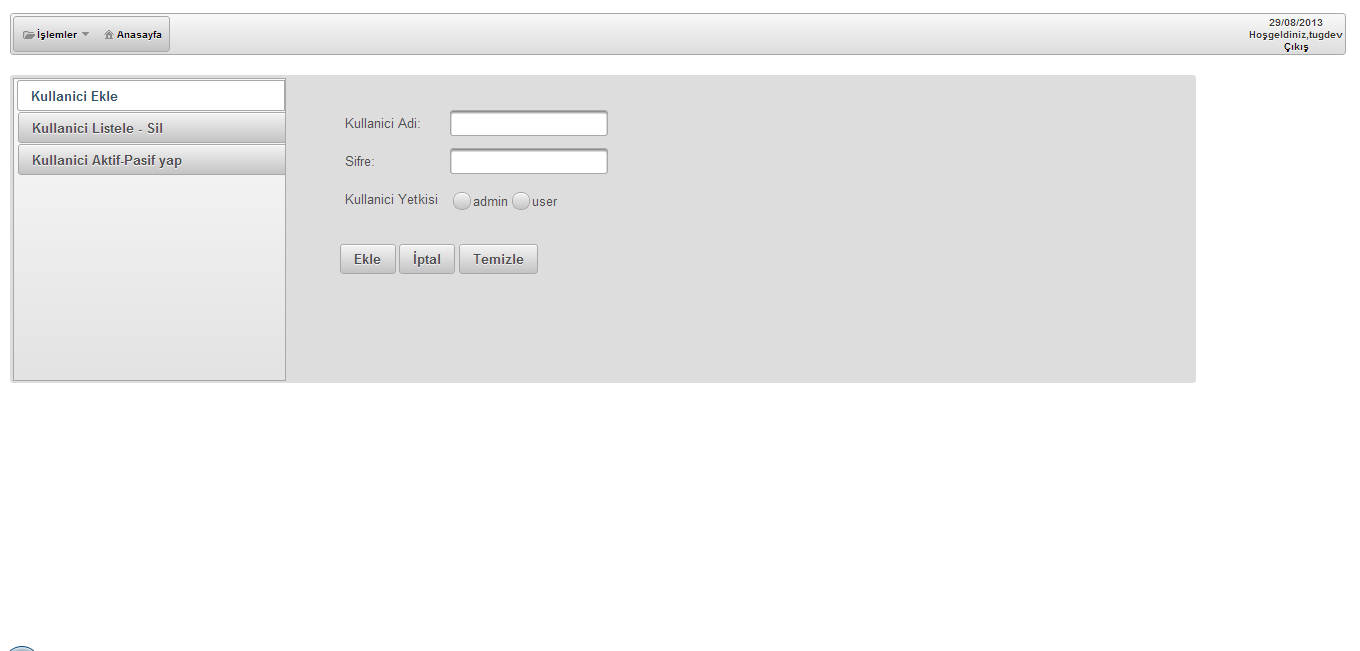 İşlemler Anasayfa
29/08/2013
Hoşgeldiniz,tugdev
Çıkış
Kullanici Ekle
Kullanici Listele - Sil
Kullanici Aktif-Pasif yap
Kullanici Adi:
Sifre:
Kullanici Yetkisi admin user
Ekle İptal Temizle